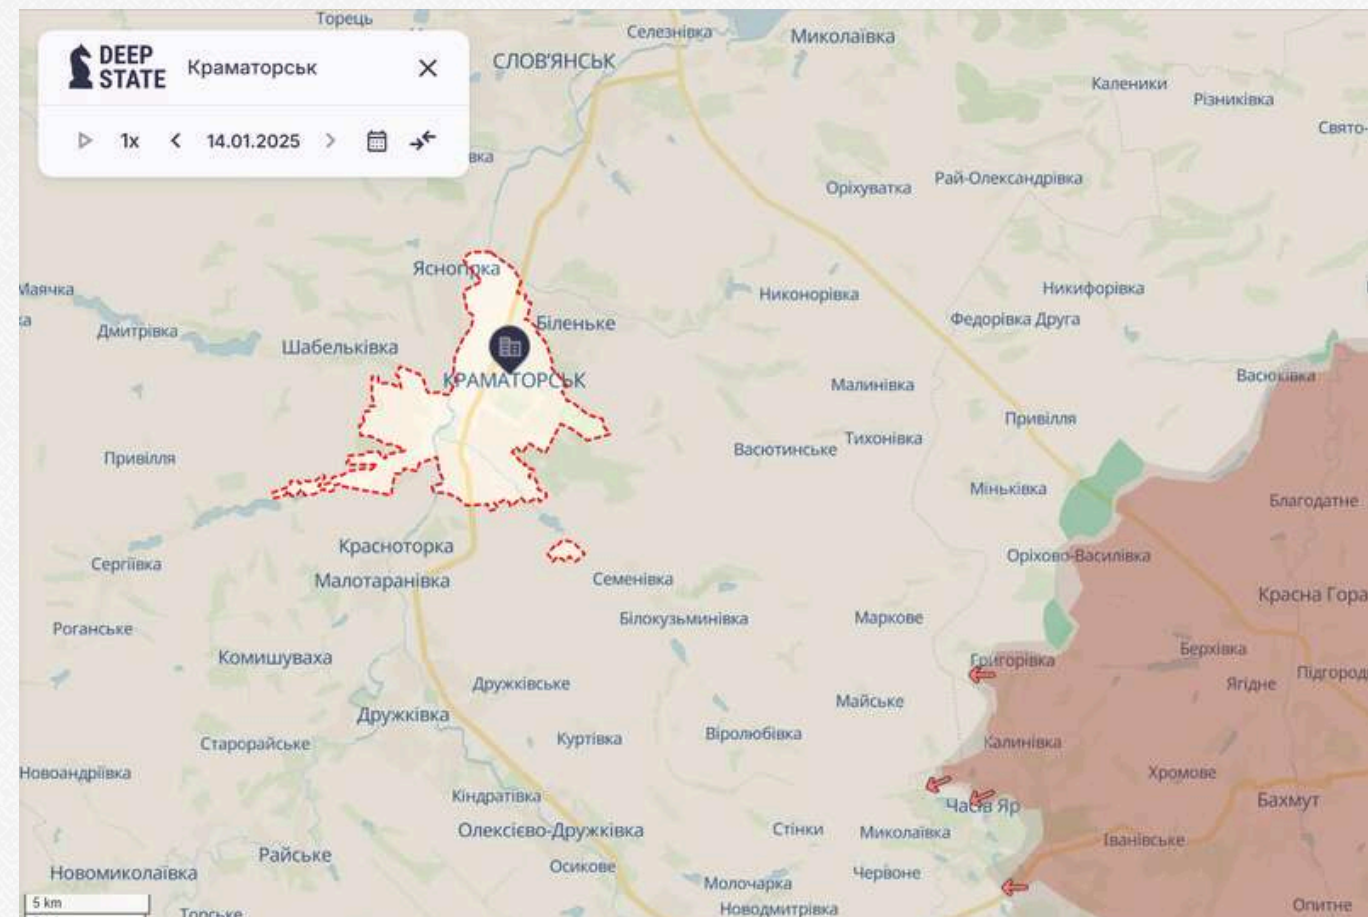 Торець
Селезнівка
Миколаївка
DEEP
STATE
Краматорськ
СЛОВ'ЯНСЬК
Каленики
Різниківка
Свято-
1x
14.01.2025
вка
Оріхуватка
Рай-Олександрівка
Ясногірка
Маячка
Никонорівка
Никифорівка
ка
Дмитрівка
Біленьке
Федорівка Друга
Шабельківка
КРАМАТОРСЬК
Малинівка
Васюківка
Привілля
Привілля
Васютинське
Тихонівка
Міньківка
Благодатне
Красноторка
Оріхово-Василівка
Сергіївка
Малотаранівка
Семенівка
Красна Гора
Роганське
Білокузьминівка
Маркове
Комишуваха
Григорівка
Берхівка
Підгород
Дружківське
Ягідне
Дружківка
Майське
Старорайське
Куртівка
Віролюбівка
Калинівка
Новоандріївка
Хромове
Кіндратівка
Часів Яр
Бахмут
Олексієво-Дружківка
Стінки
Миколаївка
Іванівське
Райське
Новомиколаївка
Осикове
Червоне
Молочарка
5 km
Новодмитрівка
Опитне
Торське